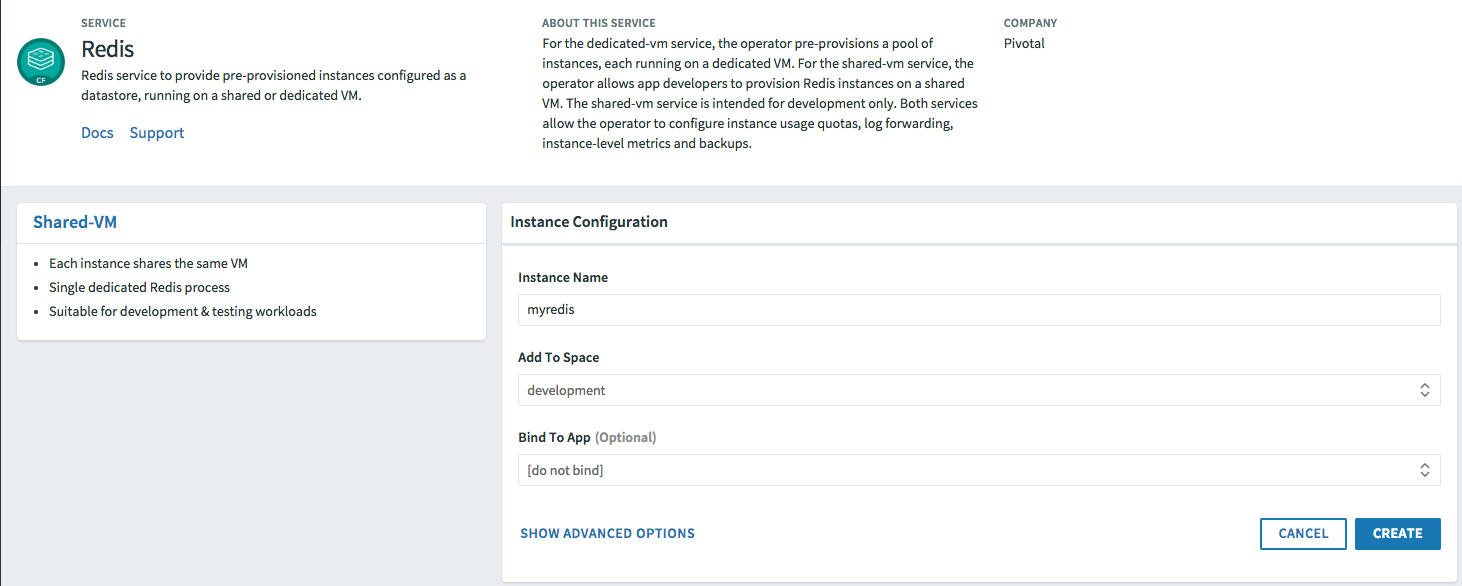 SERVICE
Redis
Redis service to provide pre-provisioned instances configured as a
datastore, running on a shared or dedicated VM.
Docs Support
CF
ABOUT THIS SERVICE
For the dedicated-vm service, the operator pre-provisions a pool of
instances, each running on a dedicated VM. For the shared-vm service, the
operator allows app developers to provision Redis instances on a shared
VM. The shared-vm service is intended for development only. Both services
allow the operator to configure instance usage quotas, log forwarding,
instance-level metrics and backups.
COMPANY
Pivotal
Shared-VM
• Each instance shares the same VM
• Single dedicated Redis process
• Suitable for development & testing workloads
Instance Configuration
Instance Name
myredis
Add To Space
development
Bind To App (Optional)
[do not bind]
SHOW ADVANCED OPTIONS
CANCEL CREATE